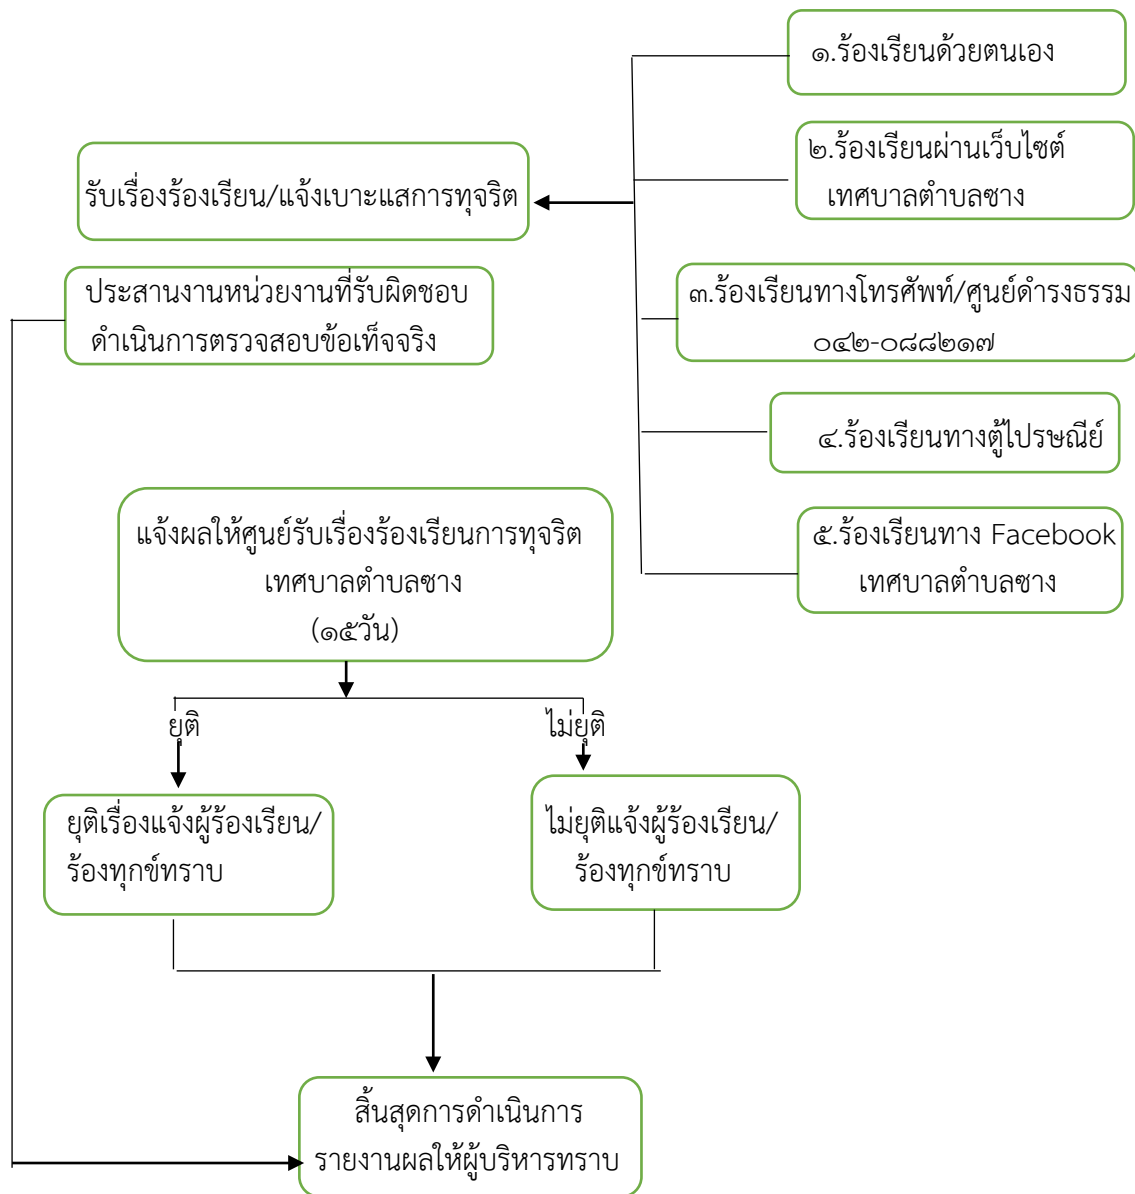 ๑.ร้องเรียนด้วยตนเอง
๒.ร้องเรียนผ่านเว็บไซต์
เทศบาลตำบลซาง
รับเรื่องร้องเรียน/แจ้งเบาะแสการทุจริต
๓.ร้องเรียนทางโทรศัพท์/ศูนย์ดำรงธรรม
๐๔๒-๐๘๘๒๑๗
ประสานงานหน่วยงานที่รับผิดชอบ
ดำเนินการตรวจสอบข้อเท็จจริง
๔.ร้องเรียนทางตู้ไปรษณีย์
๕.ร้องเรียนทาง Facebook
เทศบาลตำบลซาง
แจ้งผลให้ศูนย์รับเรื่องร้องเรียนการทุจริต
เทศบาลตำบลซาง
(๑๕วัน)
ยุติ
ไม่ยุติ
ยุติเรื่องแจ้งผู้ร้องเรียน/
ร้องทุกข์ทราบ
ไม่ยุติแจ้งผู้ร้องเรียน/
ร้องทุกข์ทราบ
สิ้นสุดการดำเนินการ
รายงานผลให้ผู้บริหารทราบ